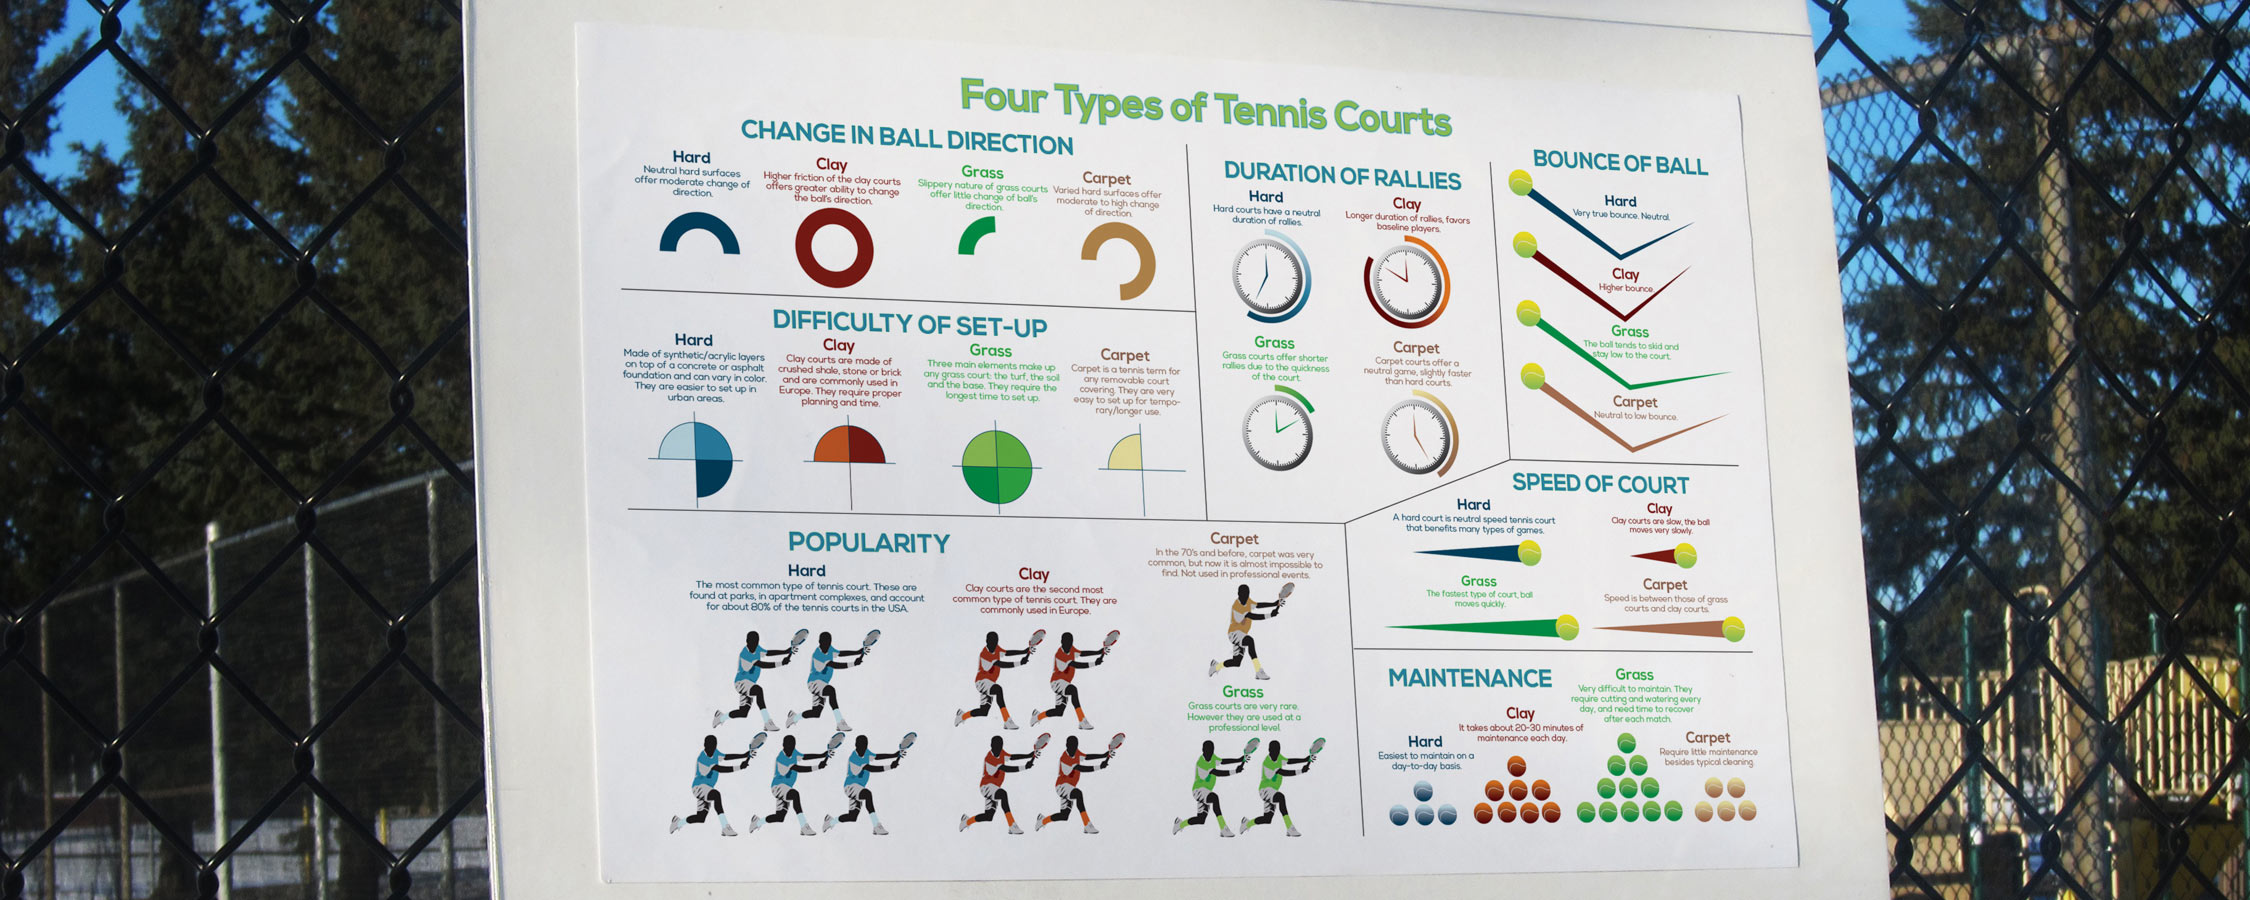 Four Types of Tennis Courts
CHANGE IN BALL DIRECTION
Hard
Neutral hard surfaces
offer moderate change of
direction.
Clay
Higher friction of the clay courts
offers greater ability to change
the ball's direction.
Grass
Slippery nature of grass courts
offer little change of ball's
direction.
Carpet
Varied hard surfaces offer
moderate to high change
of direction.
DIFFICULTY OF SET-UP
Hard
Made of synthetic/acrylic layers
on top of a concrete or asphalt
foundation and can vary in color.
They are easier to set up in
urban areas.
Clay
Clay courts are made of
crushed shale, stone or brick
and are commonly used in
Europe. They require proper
planning and time.
Grass
Three main elements make up
any grass court: the turf, the soil
and the base. They require the
longest time to set up.
Carpet
Carpet is a tennis term for
any removable court
covering. They are very
easy to set up for tempo-
rary/longer use.
DURATION OF RALLIES
Hard
Hard courts have a neutral
duration of rallies.
Clay
Longer duration of rallies, favors
baseline players.
Grass
Grass courts offer shorter
rallies due to the quickness
of the court.
Carpet
Carpet courts offer a
neutral game, slightly faster
than hard courts.
BOUNCE OF BALL
Hard
Very true bounce. Neutral.
Clay
Higher bounce.
Grass
The ball tends to skid and
stay low to the court.
Carpet
Neutral to low bounce.
POPULARITY
Hard
The most common type of tennis court. These are
found at parks, in apartment complexes, and account
for about 80% of the tennis courts in the USA.
Clay
Clay courts are the second most
common type of tennis court. They are
commonly used in Europe.
Carpet
In the 70's and before, carpet was very
common, but now it is almost impossible to
find. Not used in professional events.
Grass
Grass courts are very rare.
However they are used at a
professional level.
SPEED OF COURT
Hard
A hard court is neutral speed tennis court
that benefits many types of games.
Clay
Clay courts are slow, the ball
moves very slowly.
Grass
The fastest type of court, ball
moves quickly.
Carpet
Speed is between those of grass
courts and clay courts.
MAINTENANCE
Hard
Easiest to maintain on a
day-to-day basis.
Clay
It takes about 20-30 minutes of
maintenance each day.
Grass
Very difficult to maintain. They
require cutting and watering every
day, and need time to recover
after each match.
Carpet
Require little maintenance
besides typical cleaning.